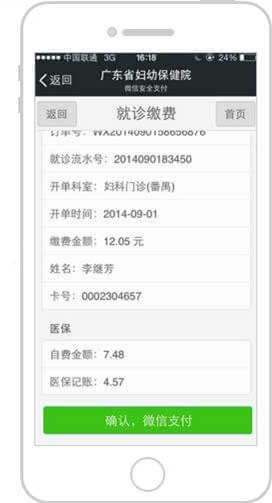 中国联通 3G 16:18 24%
返回 广东省妇幼保健院
微信安全支付
返回 就诊缴费 首页
订单号: WX2014090158656876
就诊流水号: 2014090183450
开单科室: 妇科门诊(番禺)
开单时间: 2014-09-01
缴费金额: 12.05 元
姓名: 李继芳
卡号: 0002304657
医保
自费金额: 7.48
医保记账: 4.57
确认，微信支付